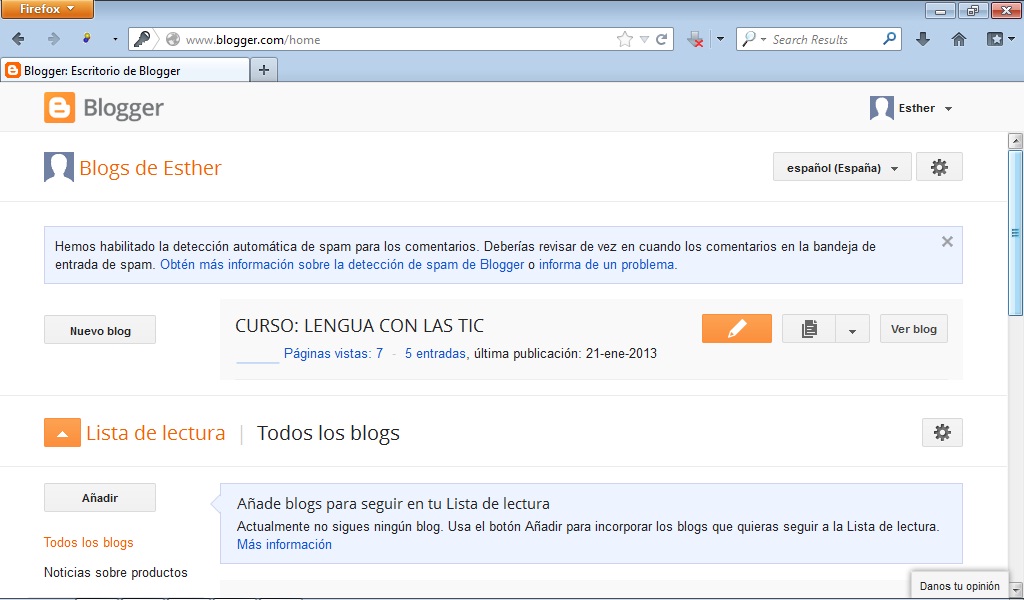 Firefox
www.blogger.com/home
Search Results
Blogger: Escritorio de Blogger
Blogger
Esther
Blogs de Esther
español (España)
Hemos habilitado la detección automática de spam para los comentarios. Deberías revisar de vez en cuando los comentarios en la bandeja de
entrada de spam. Obtén más información sobre la detección de spam de Blogger o informa de un problema.
Nuevo blog
CURSO: LENGUA CON LAS TIC
Ver blog
Páginas vistas: 7 - 5 entradas, última publicación: 21-ene-2013
Lista de lectura | Todos los blogs
Añadir
Añade blogs para seguir en tu Lista de lectura
Actualmente no sigues ningún blog. Usa el botón Añadir para incorporar los blogs que quieras seguir a la Lista de lectura.
Más información
Todos los blogs
Noticias sobre productos
Danos tu opinión